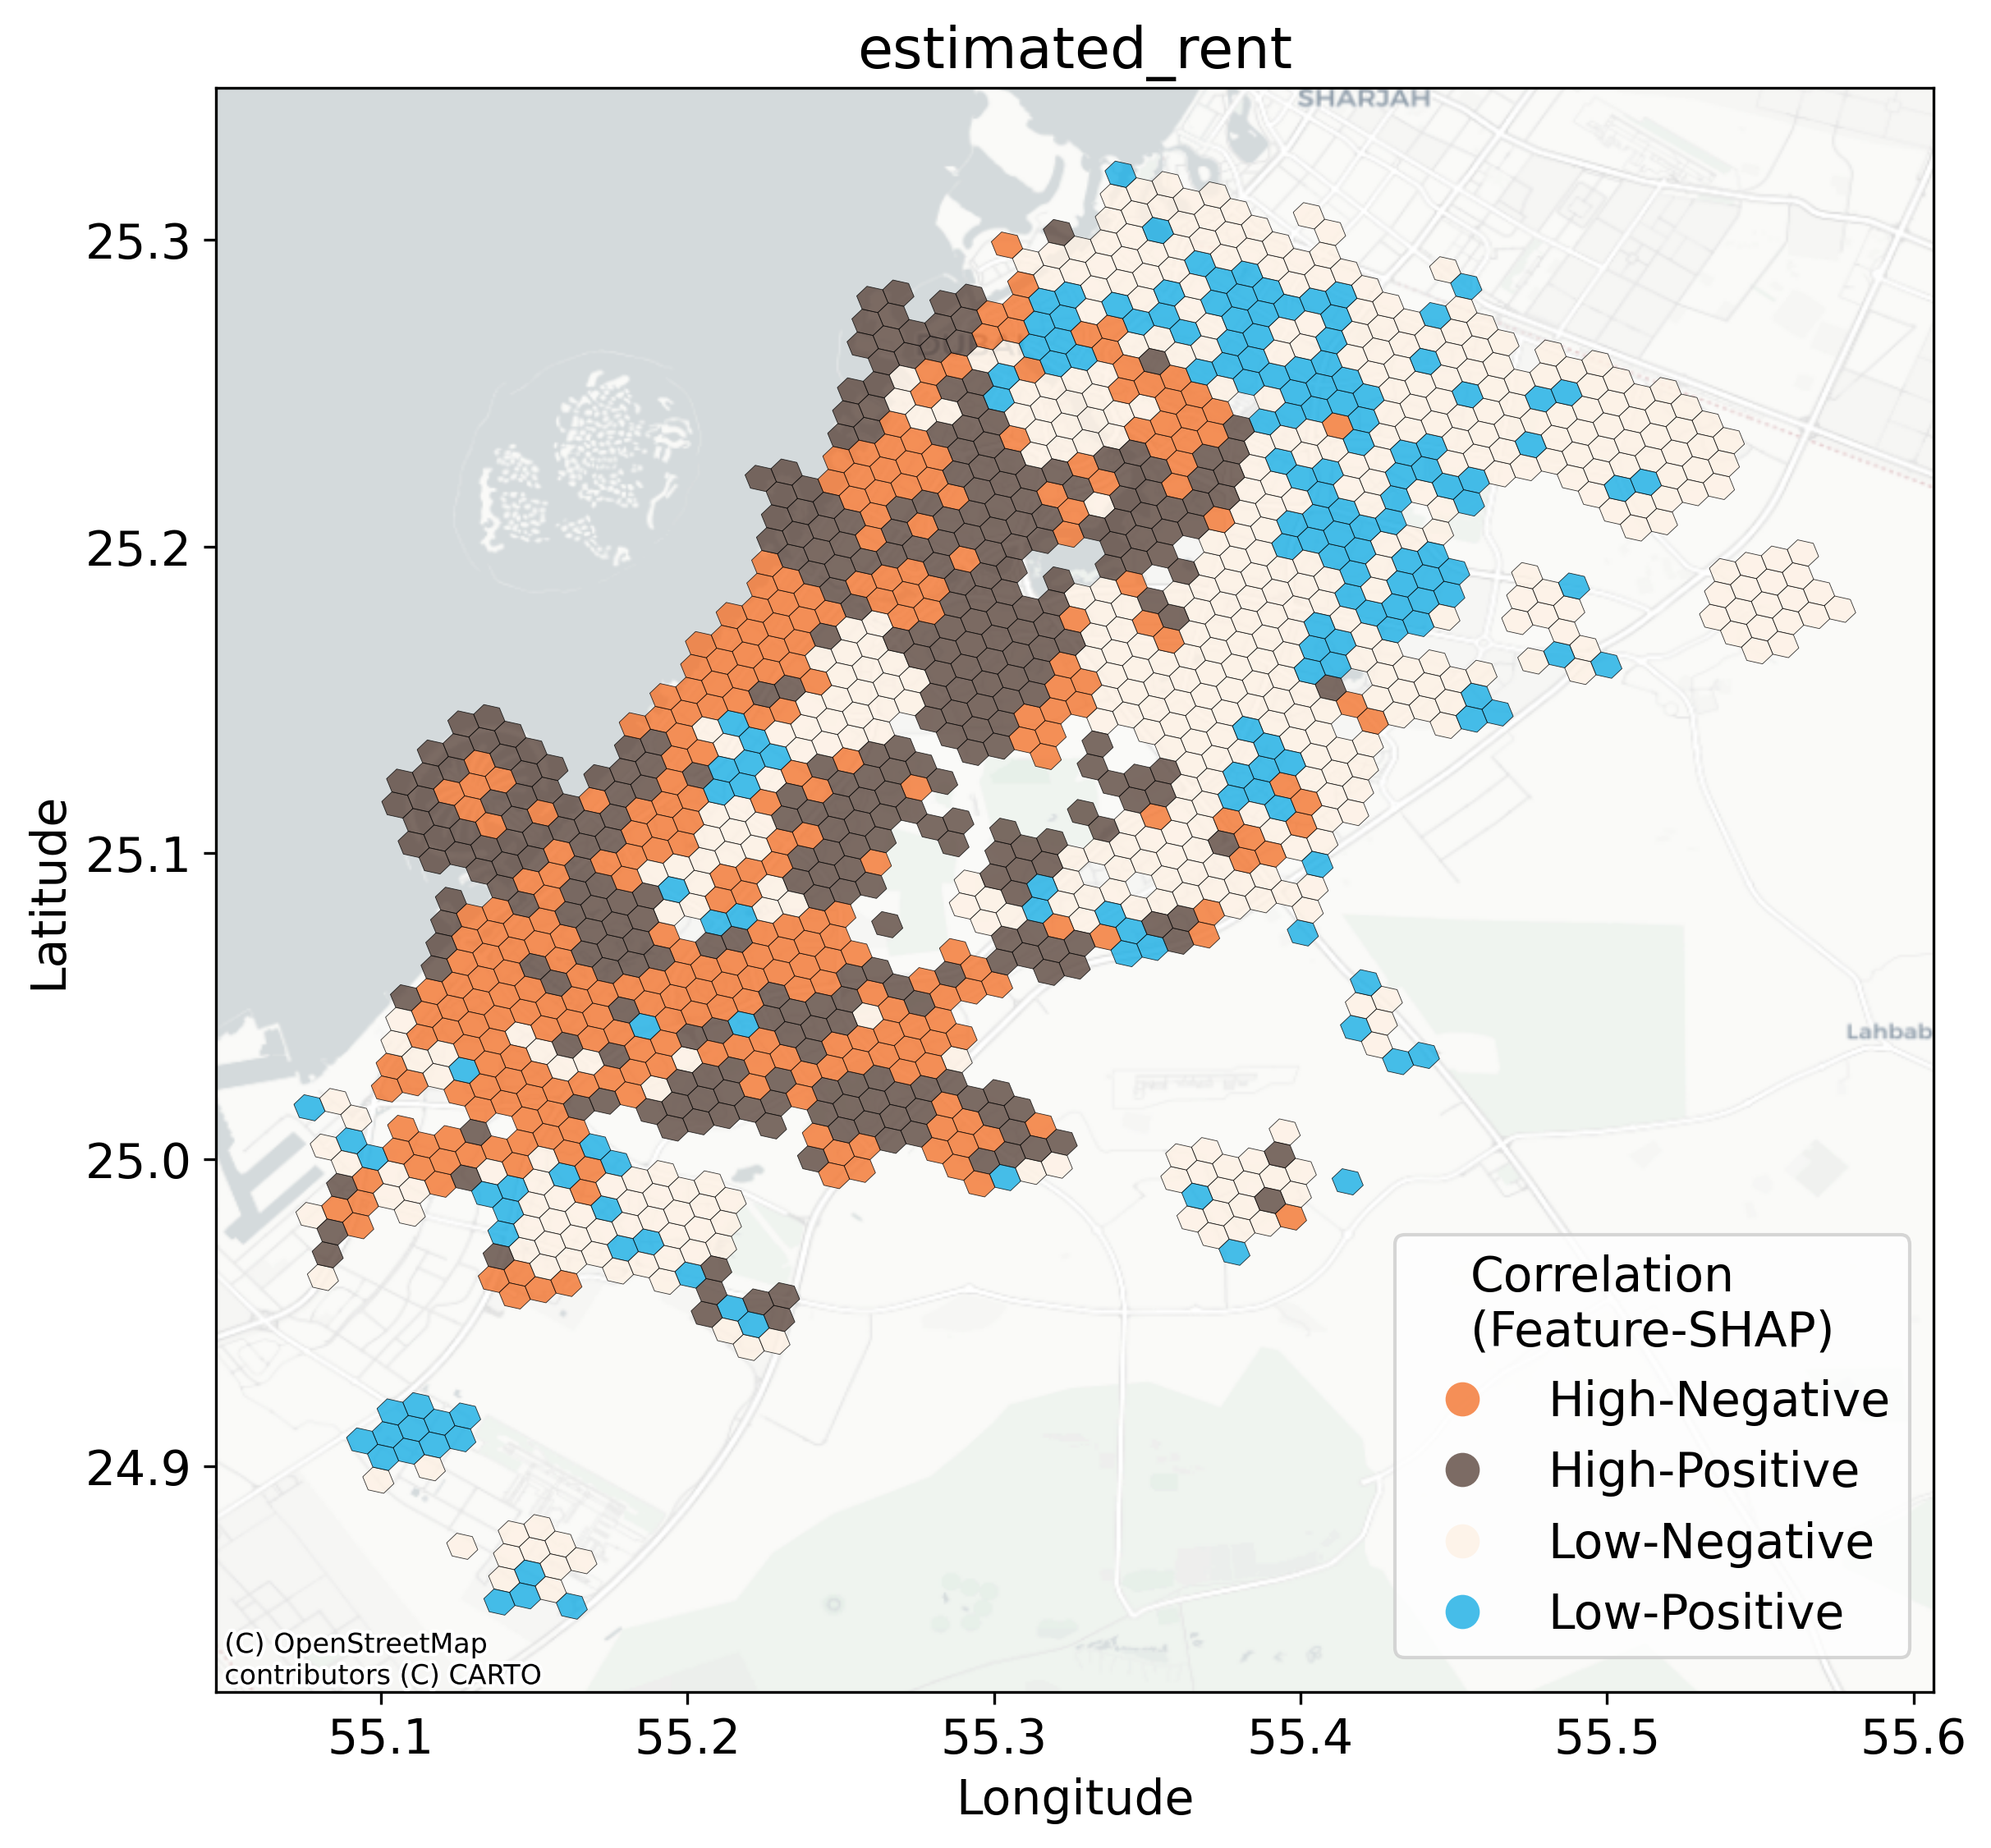 estimated_rent
SHARJAH
25.3
25.2
25.1
25.0
24.9
Latitude
Lahbab
Correlation
(Feature-SHAP)
High-Negative
High-Positive
Low-Negative
Low-Positive
(C) OpenStreetMap
contributors (C) CARTO
55.1
55.2
55.3
55.4
55.5
55.6
Longitude